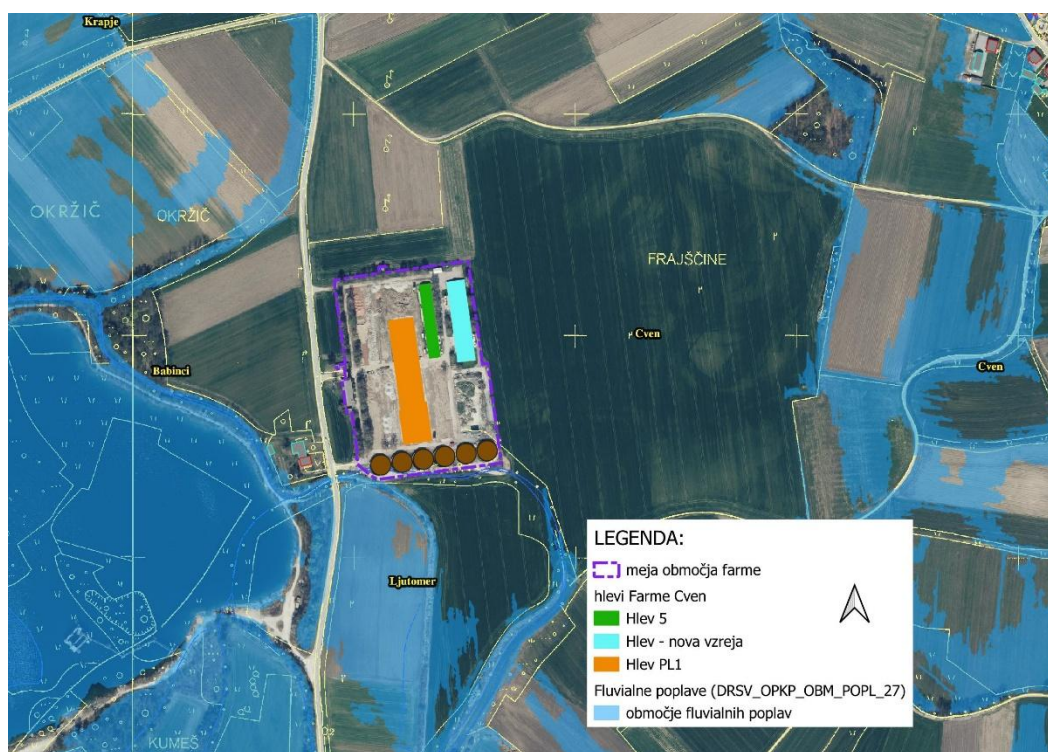 Krapje
OKRŽIČ
OKRŽIČ
FRAJŠČINE
Cven
Babinci
Cven
Ljutomer
KUMEŠ
LEGENDA:
meja območja farme
hlevi Farme Cven
Hlev 5
Hlev - nova vzreja
Hlev PL1
Fluvialne poplave (DRSV_OPKP_OBM_POPL_27)
območje fluvialnih poplav